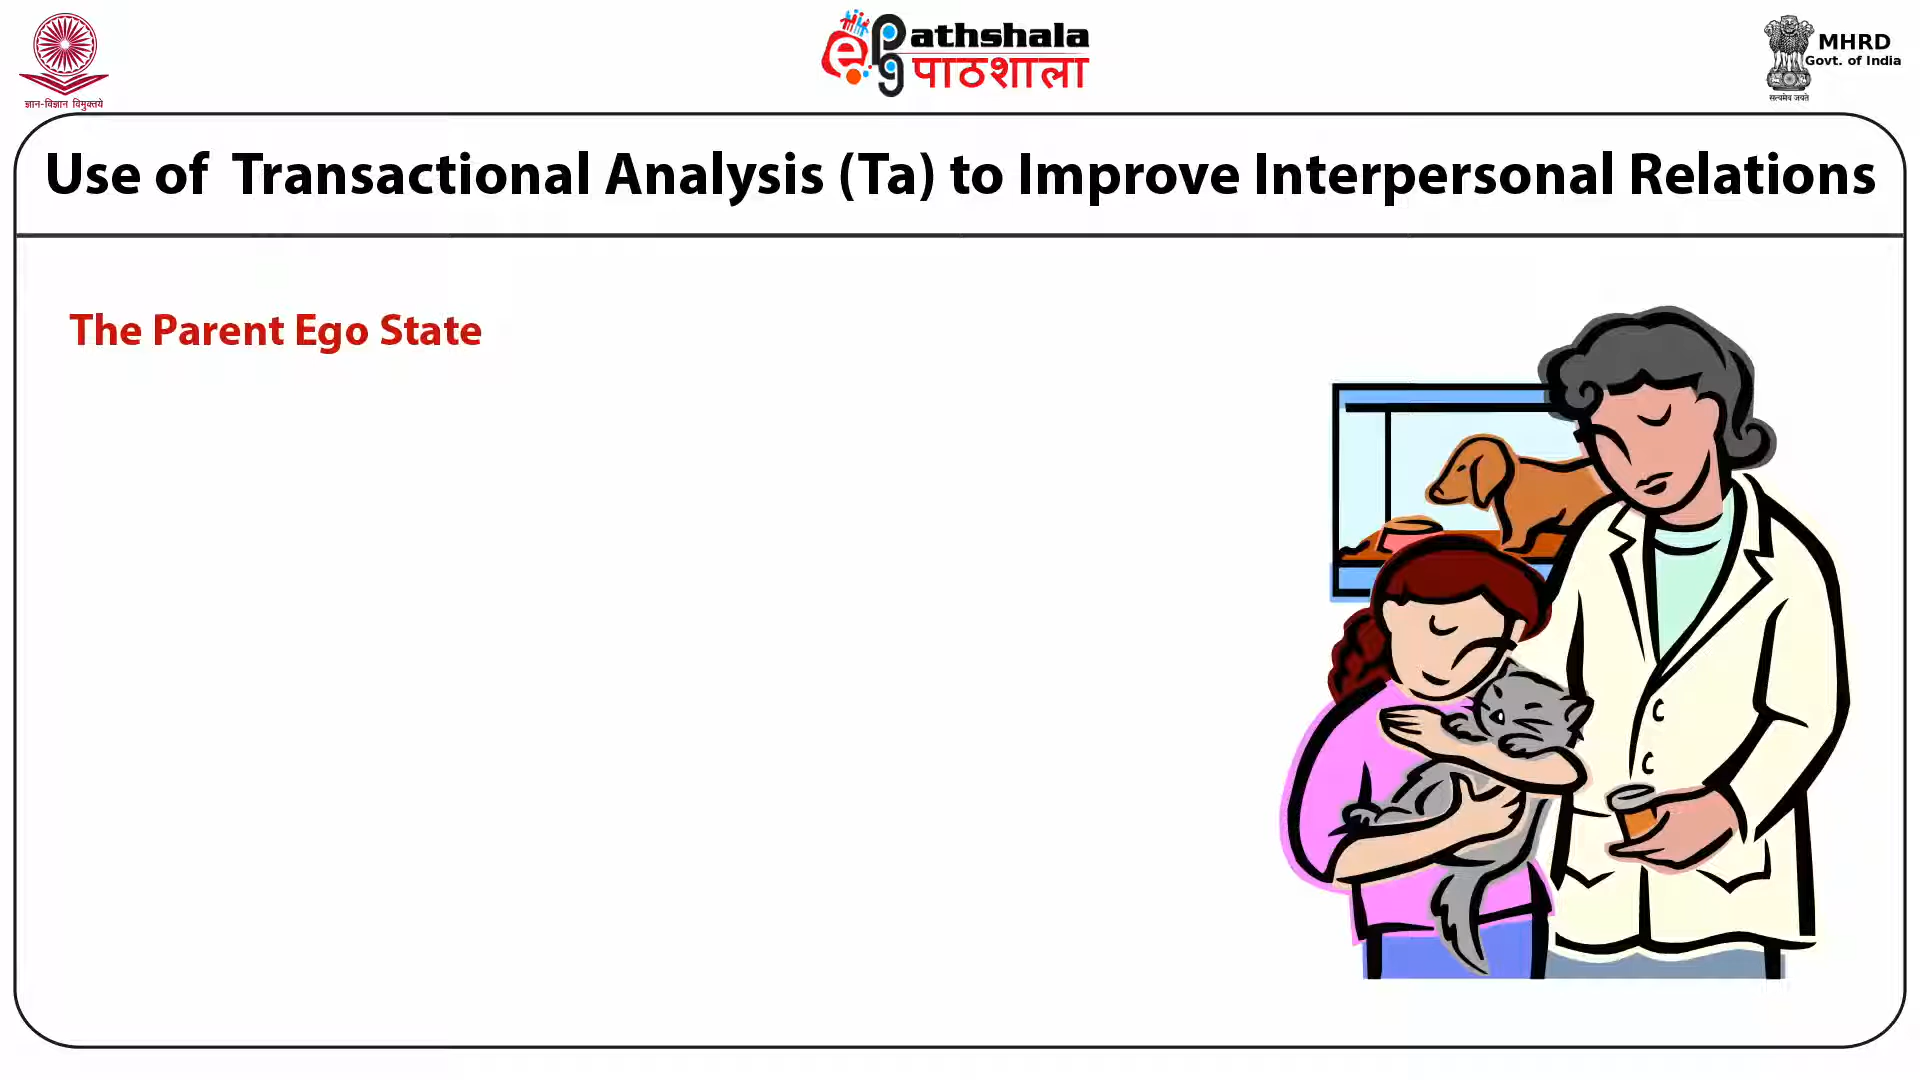 ज्ञान-विज्ञान विमुक्तये
ePathshala
पाठशाला
सत्यमेव जयते
MHRD
Govt. of India
Use of Transactional Analysis (Ta) to Improve Interpersonal Relations
The Parent Ego State